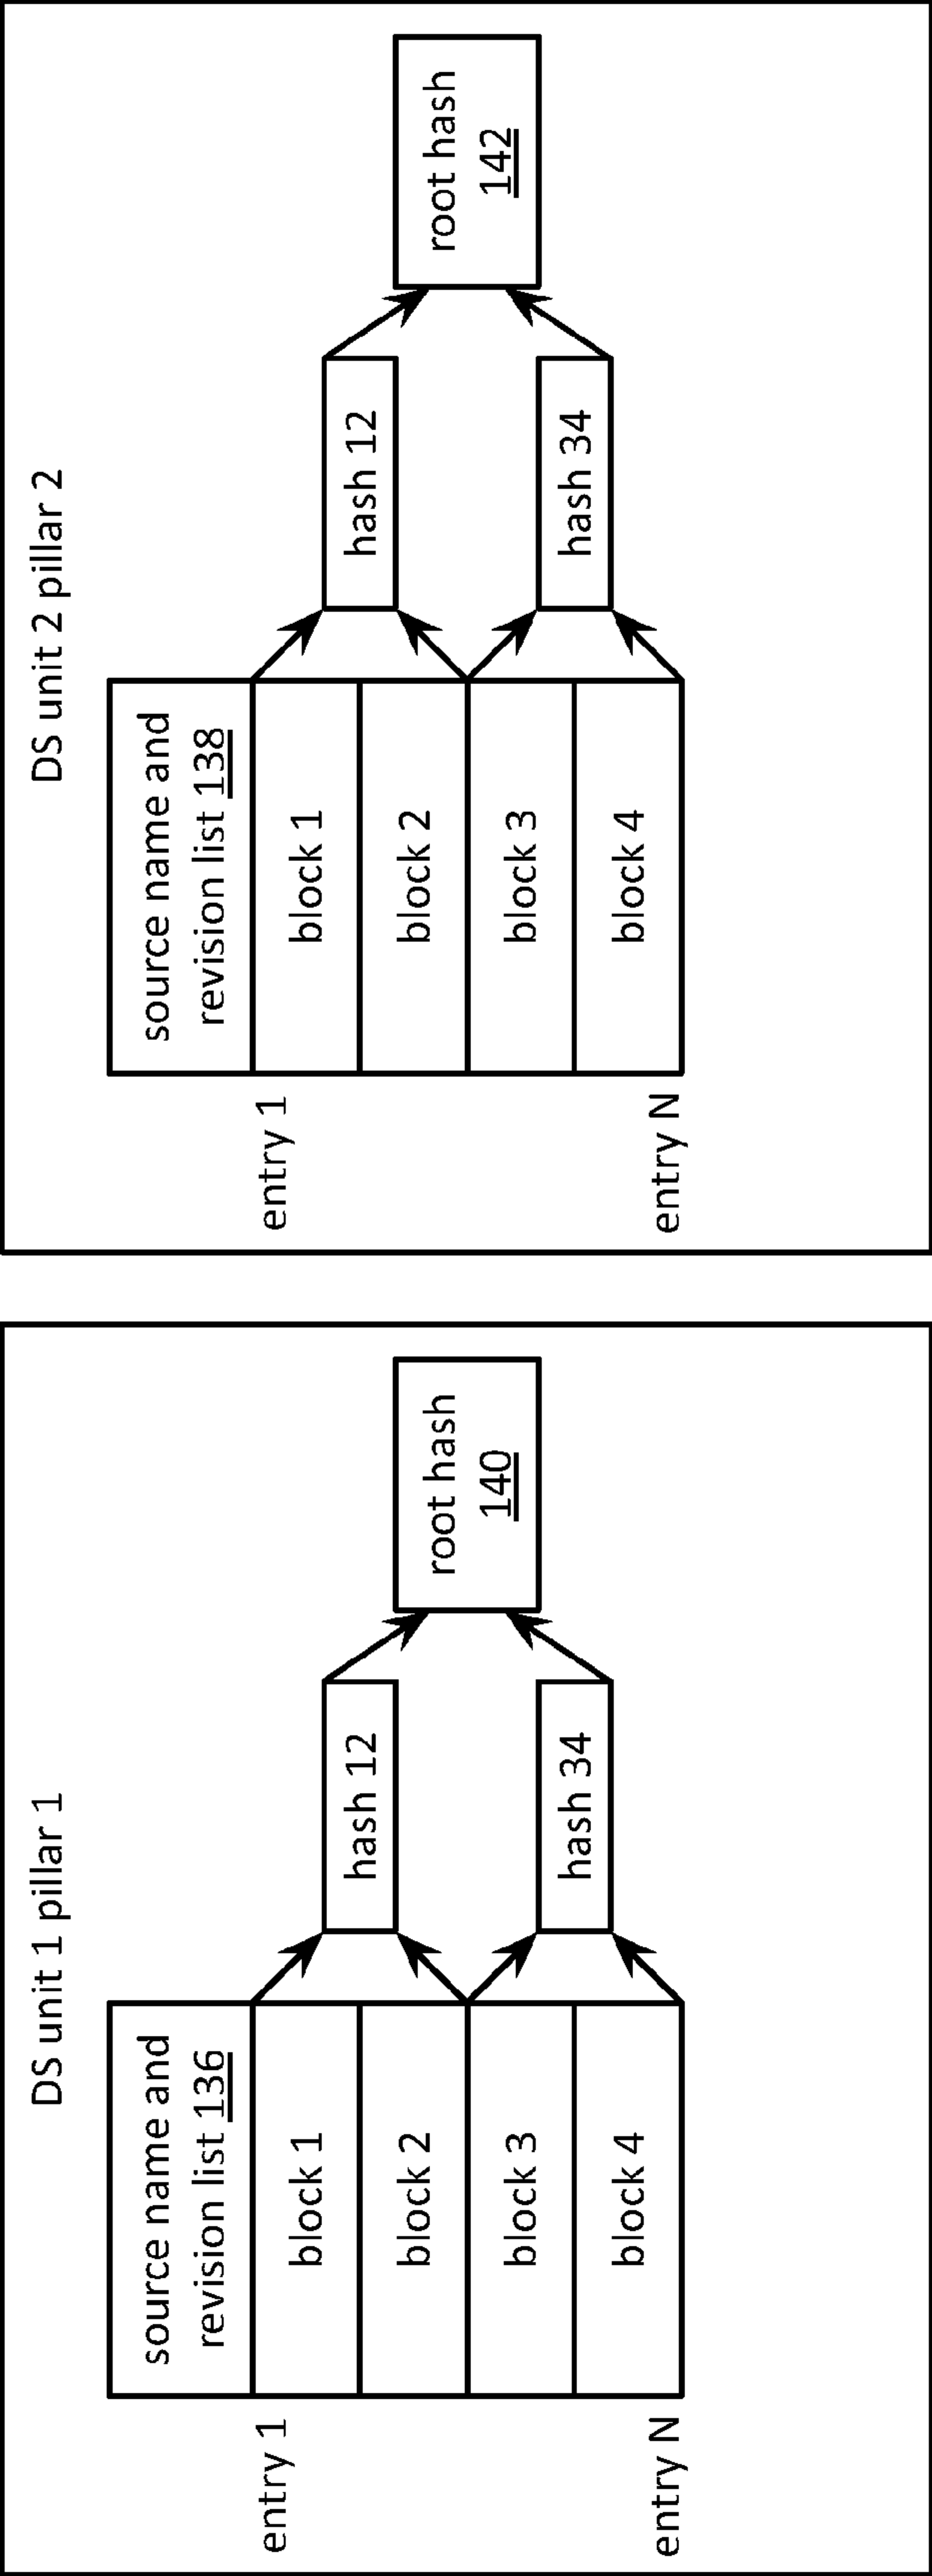 DS unit 1 pillar 1
source name and
revision list 136
entry 1
block 1
block 2
block 3
entry N
block 4
hash 12
hash 34
root hash
140
DS unit 2 pillar 2
source name and
revision list 138
entry 1
block 1
block 2
block 3
entry N
block 4
hash 12
hash 34
root hash
142